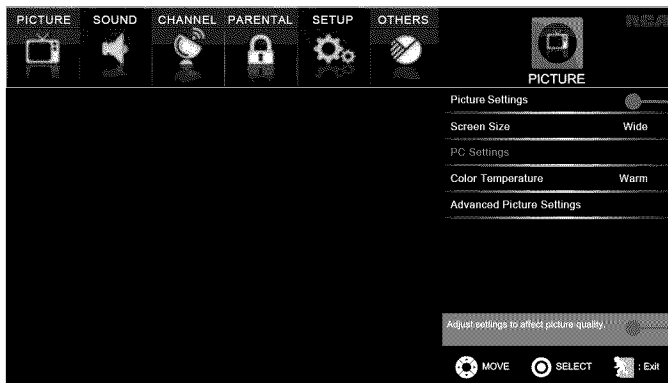 PICTURE SOUND CHANNEL PARENTAL SETUP OTHERS
PICTURE
Picture Settings
Screen Size Wide
PC Settings
Color Temperature Warm
Advanced Picture Settings
Adjust settings to affect picture quality.
MOVE SELECT : Exit